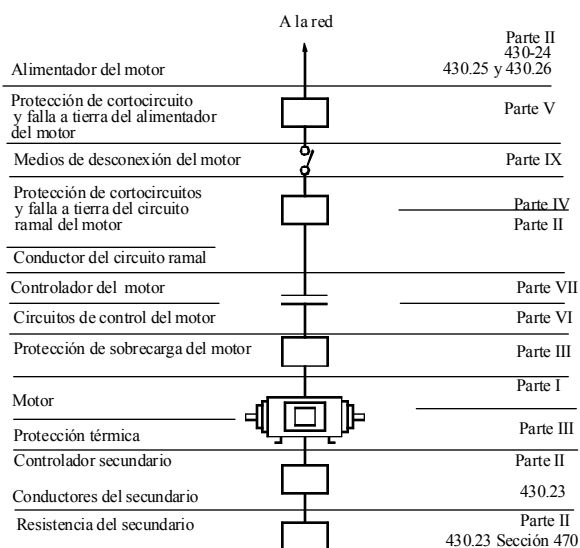 A la red
Parte II
430-24
Alimentador del motor
430.25 y 430.26
Protección de cortocircuito
y falla a tierra del alimentador
del motor
Parte V
Medios de desconexión del motor
Parte IX
Protección de cortocircuitos
y falla a tierra del circuito
ramal del motor
Parte IV
Parte II
Conductor del circuito ramal
Controlador del motor
Parte VII
Circuitos de control del motor
Parte VI
Protección de sobrecarga del motor
Parte III
Parte I
Motor
Protección térmica
Parte III
Controlador secundario
Parte II
Conductores del secundario
430.23
Resistencia del secundario
Parte II
430.23 Sección 470